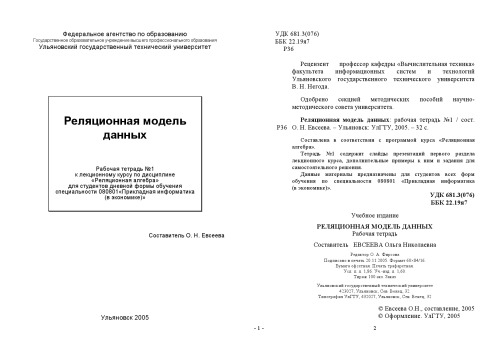 Федеральное агентство по образованию
Государственное образовательное учреждение высшего профессионального образования
Ульяновский государственный технический университет
Реляционная модель
данных
Рабочая тетрадь №1
к лекционному курсу по дисциплине
«Реляционная алгебра»
для студентов дневной формы обучения
специальности 080801«Прикладная информатика
(в экономике)»
Составитель О. Н. Евсеева
Ульяновск 2005
- 1 -
УДК 681.3(076)
ББК 22.19я7
Р36
Рецензент профессор кафедры «Вычислительная техника»
факультета информационных систем и технологий
Ульяновского государственного технического университета
В. Н. Негода.
Одобрено секцией методических пособий научно-
методического совета университета.
Реляционная модель данных: рабочая тетрадь №1 / сост.
Р36 О. Н. Евсеева. – Ульяновск: УлГТУ, 2005. – 32 с.
Составлена в соответствии с программой курса «Реляционная
алгебра».
Тетрадь №1 содержит слайды презентаций первого раздела
лекционного курса, дополнительные примеры к ним и задания для
самостоятельного решения.
Данные материалы предназначены для студентов всех форм
обучения по специальности 080801 «Прикладная информатика
(в экономике)».
УДК 681.3(076)
ББК 22.19я7
Учебное издание
РЕЛЯЦИОННАЯ МОДЕЛЬ ДАННЫХ
Рабочая тетрадь
Составитель ЕВСЕЕВА Ольга Николаевна
Редактор О. А. Фирсова
Подписано в печать 20.11.2005. Формат 60×84/16.
Бумага офсетная. Печать трафаретная.
Усл. п. л. 1,86. Уч.-изд. л. 1,60.
Тираж 100 экз. Заказ
Ульяновский государственный технический университет
432027, Ульяновск, Сев. Венец, 32.
Типография УлГТУ, 432027, Ульяновск, Сев. Венец, 32.
© Евсеева О.Н., составление, 2005
© Оформление. УлГТУ, 2005
2